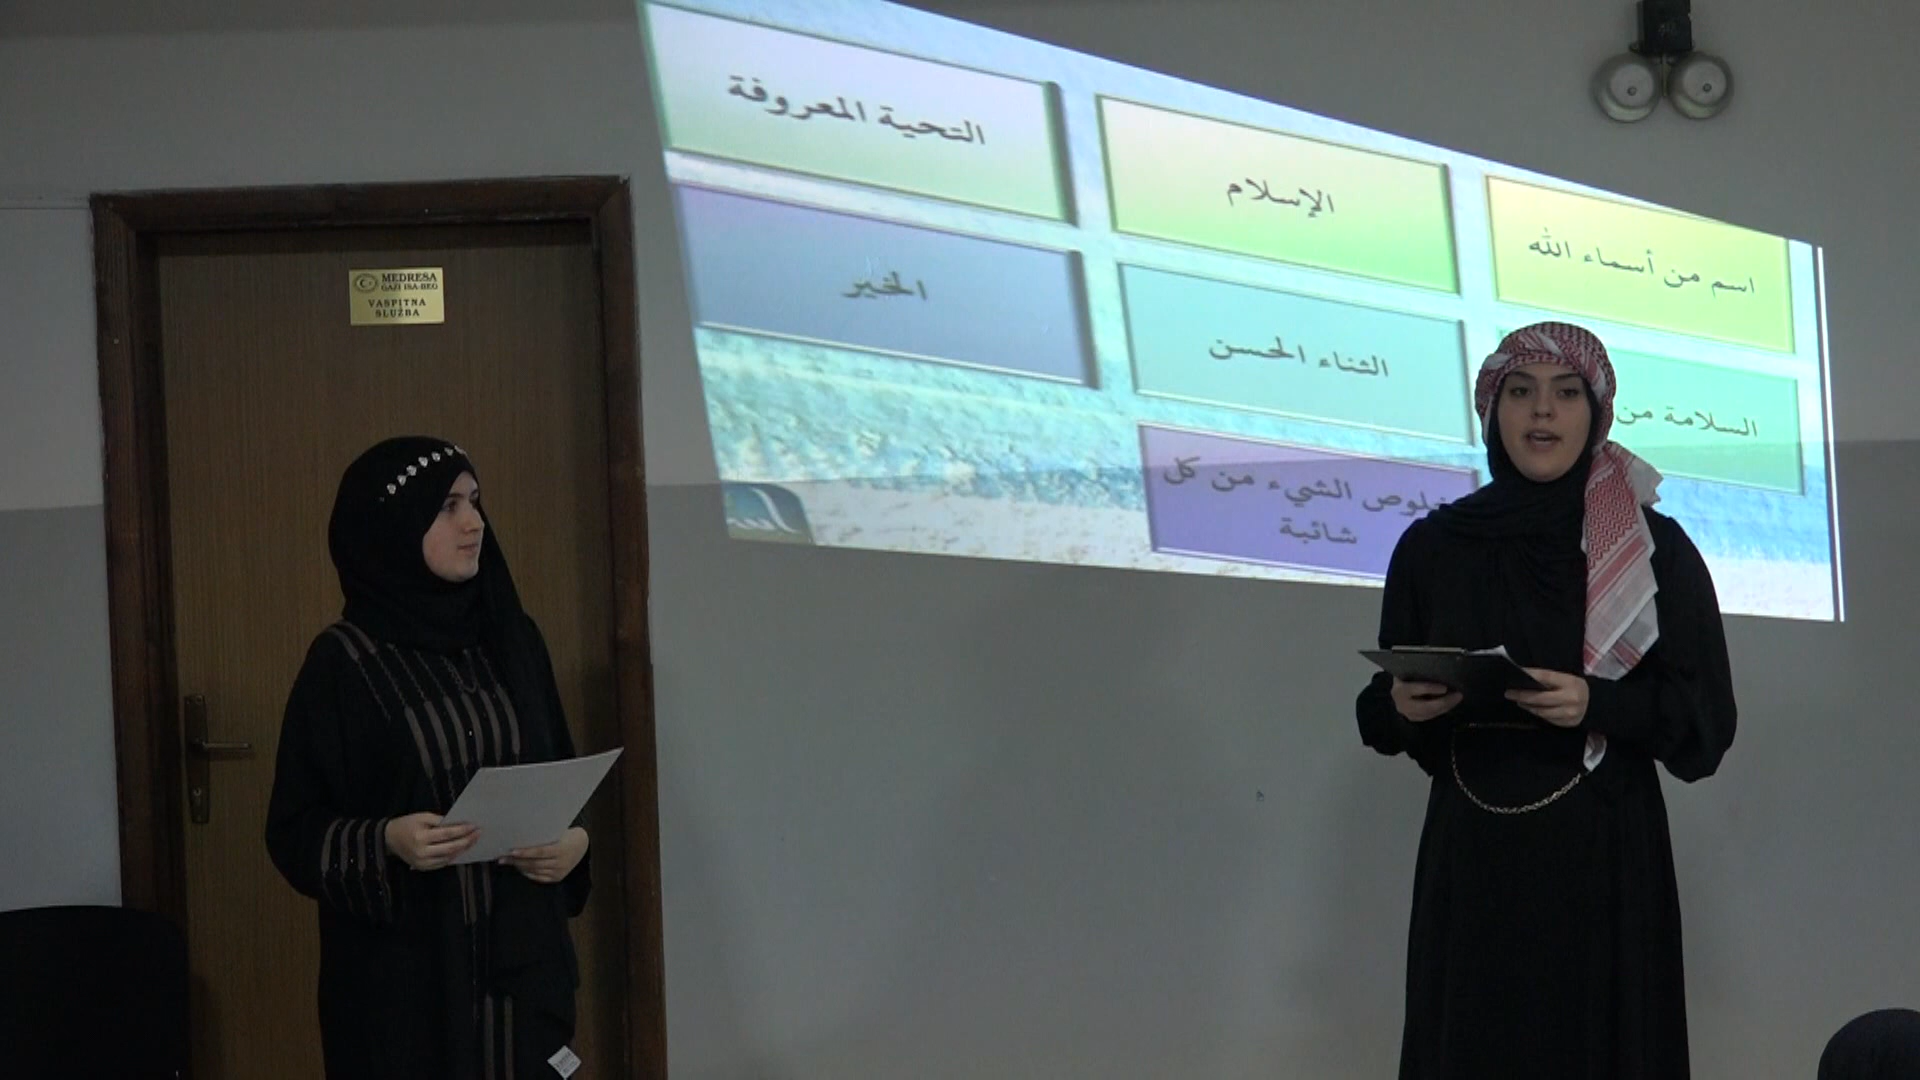 اسم من أسماء الله
الإسلام
التحية المعروفة
السلامة من
الثناء الحسن
الخير
خلوص الشيء من كل
شائبة
MEDRESA
GAZI ISA-BEG
VASPITNA
SLUŽBA